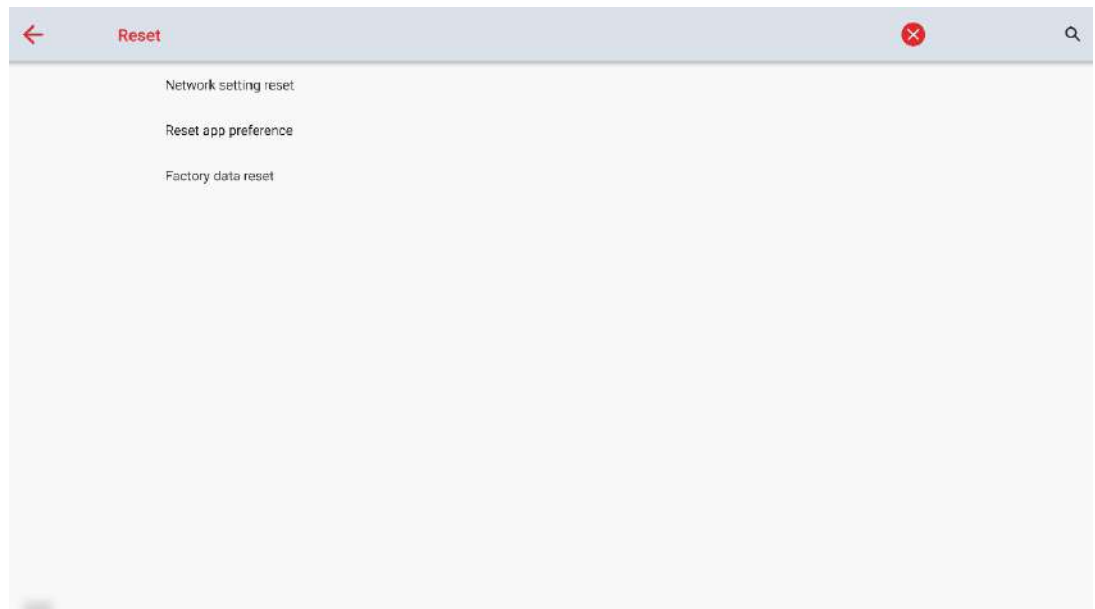 Reset
Network setting reset
Reset app preference
Factory data reset